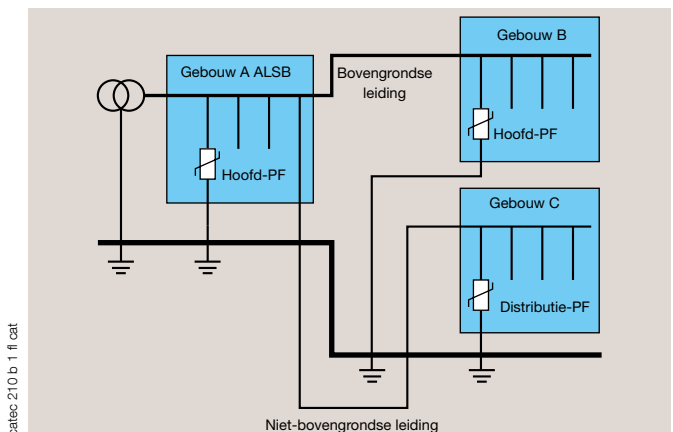 Gebouw A ALSB
Bovengrondse
leiding
Gebouw B
Hoofd-PF
Hoofd-PF
Gebouw C
Distributie-PF
Niet-bovengrondse leiding
catec 210 b 1 fl cat